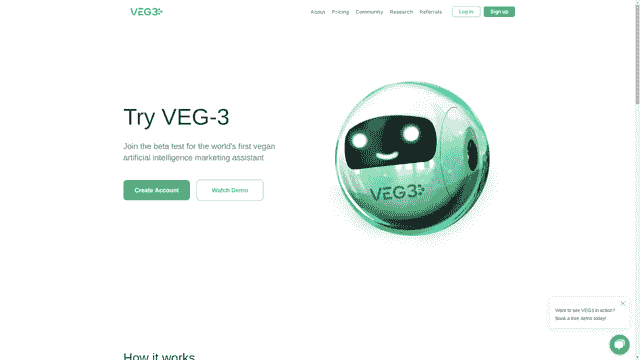 VEG3
About Pricing Community Research Referrals Log in Sign up
Try VEG-3
Join the beta test for the world's first vegan
artificial intelligence marketing assistant
Create Account Watch Demo
VEG3
Want to see VEG3 in action?
Book a free demo today!
How it works